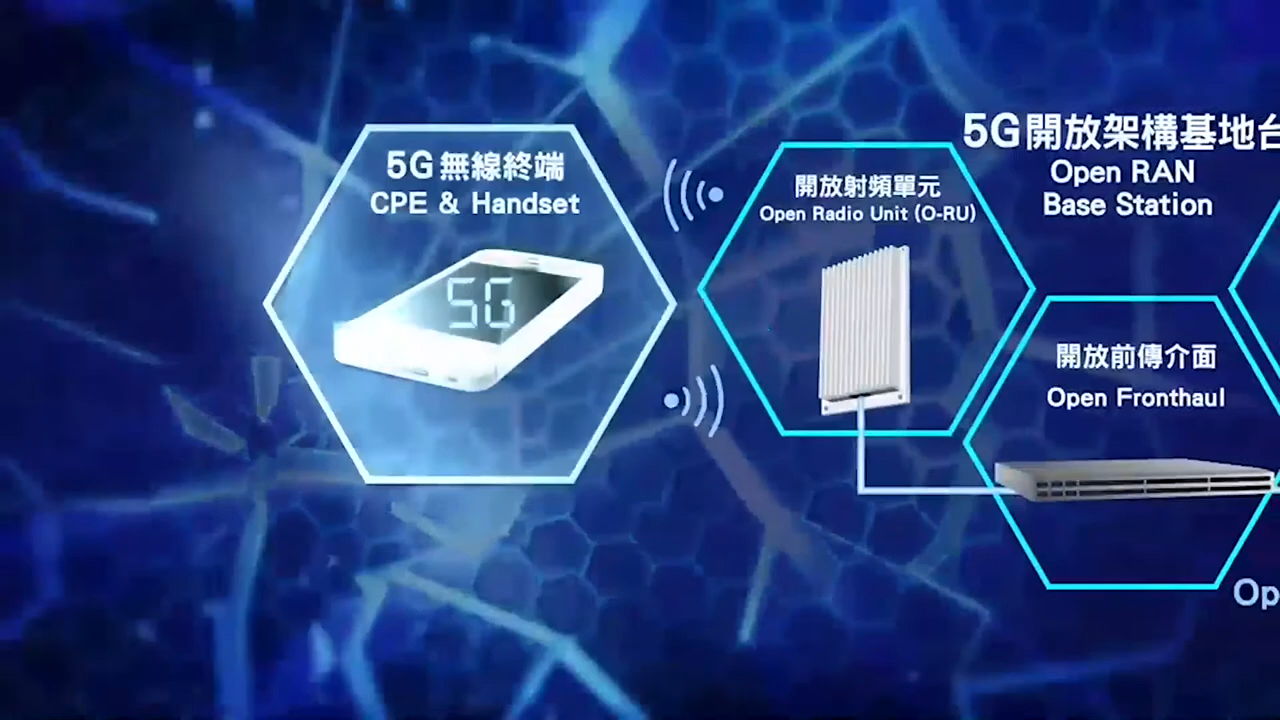 5G無線終端
CPE & Handset
5G
開放射頻單元
Open Radio Unit (O-RU)
5G開放架構基地台
Open RAN
Base Station
開放前傳介面
Open Fronthaul
Op